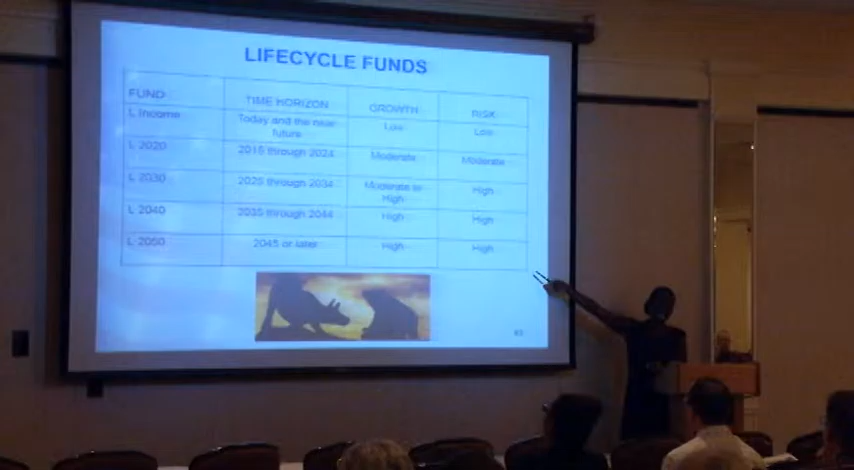 LIFECYCLE FUNDS
FUND TIME HORIZON GROWTH RISK
L Income Today and the near future Low Low
L 2020 2015 through 2024 Moderate Moderate
L 2030 2025 through 2034 Moderate to High High
L 2040 2035 through 2044 High High
L 2050 2045 or later High High